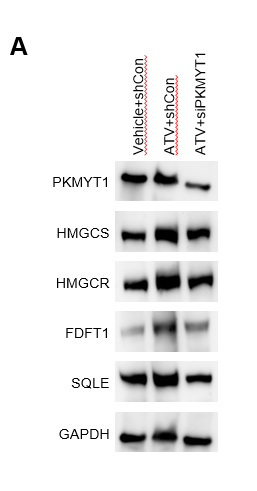 A
Vehicle+shCon
ATV+shCon
ATV+siPKMYT1
PKMYT1
HMGCS
HMGCR
FDFT1
SQLE
GAPDH